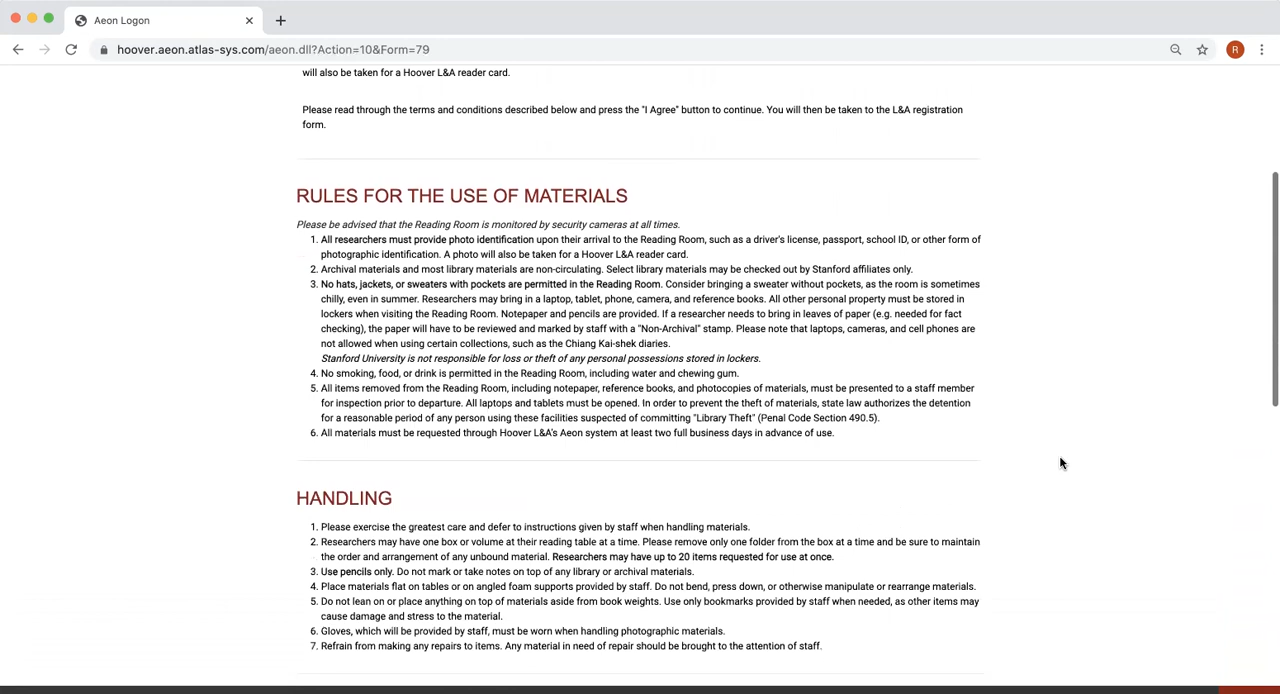 Aeon Logon
hoover.aeon.atlas-sys.com/aeon.dll?Action=10&Form=79
R
will also be taken for a Hoover L&A reader card.
Please read through the terms and conditions described below and press the "I Agree" button to continue. You will then be taken to the L&A registration
form.
RULES FOR THE USE OF MATERIALS
Please be advised that the Reading Room is monitored by security cameras at all times.
1. All researchers must provide photo identification upon their arrival to the Reading Room, such as a driver's license, passport, school ID, or other form of
photographic identification. A photo will also be taken for a Hoover L&A reader card.
2. Archival materials and most library materials are non-circulating. Select library materials may be checked out by Stanford affiliates only.
3. No hats, jackets, or sweaters with pockets are permitted in the Reading Room. Consider bringing a sweater without pockets, as the room is sometimes
chilly, even in summer. Researchers may bring in a laptop, tablet, phone, camera, and reference books. All other personal property must be stored in
lockers when visiting the Reading Room. Notepaper and pencils are provided. If a researcher needs to bring in leaves of paper (e.g. needed for fact
checking), the paper will have to be reviewed and marked by staff with a "Non-Archival" stamp. Please note that laptops, cameras, and cell phones are
not allowed when using certain collections, such as the Chiang Kai-shek diaries.
Stanford University is not responsible for loss or theft of any personal possessions stored in lockers.
4. No smoking, food, or drink is permitted in the Reading Room, including water and chewing gum.
5. All items removed from the Reading Room, including notepaper, reference books, and photocopies of materials, must be presented to a staff member
for inspection prior to departure. All laptops and tablets must be opened. In order to prevent the theft of materials, state law authorizes the detention
for a reasonable period of any person using these facilities suspected of committing "Library Theft" (Penal Code Section 490.5).
6. All materials must be requested through Hoover L&A's Aeon system at least two full business days in advance of use.
HANDLING
1. Please exercise the greatest care and defer to instructions given by staff when handling materials.
2. Researchers may have one box or volume at their reading table at a time. Please remove only one folder from the box at a time and be sure to maintain
the order and arrangement of any unbound material. Researchers may have up to 20 items requested for use at once.
3. Use pencils only. Do not mark or take notes on top of any library or archival materials.
4. Place materials flat on tables or on angled foam supports provided by staff. Do not bend, press down, or otherwise manipulate or rearrange materials.
5. Do not lean on or place anything on top of materials aside from book weights. Use only bookmarks provided by staff when needed, as other items may
cause damage and stress to the material.
6. Gloves, which will be provided by staff, must be worn when handling photographic materials.
7. Refrain from making any repairs to items. Any material in need of repair should be brought to the attention of staff.